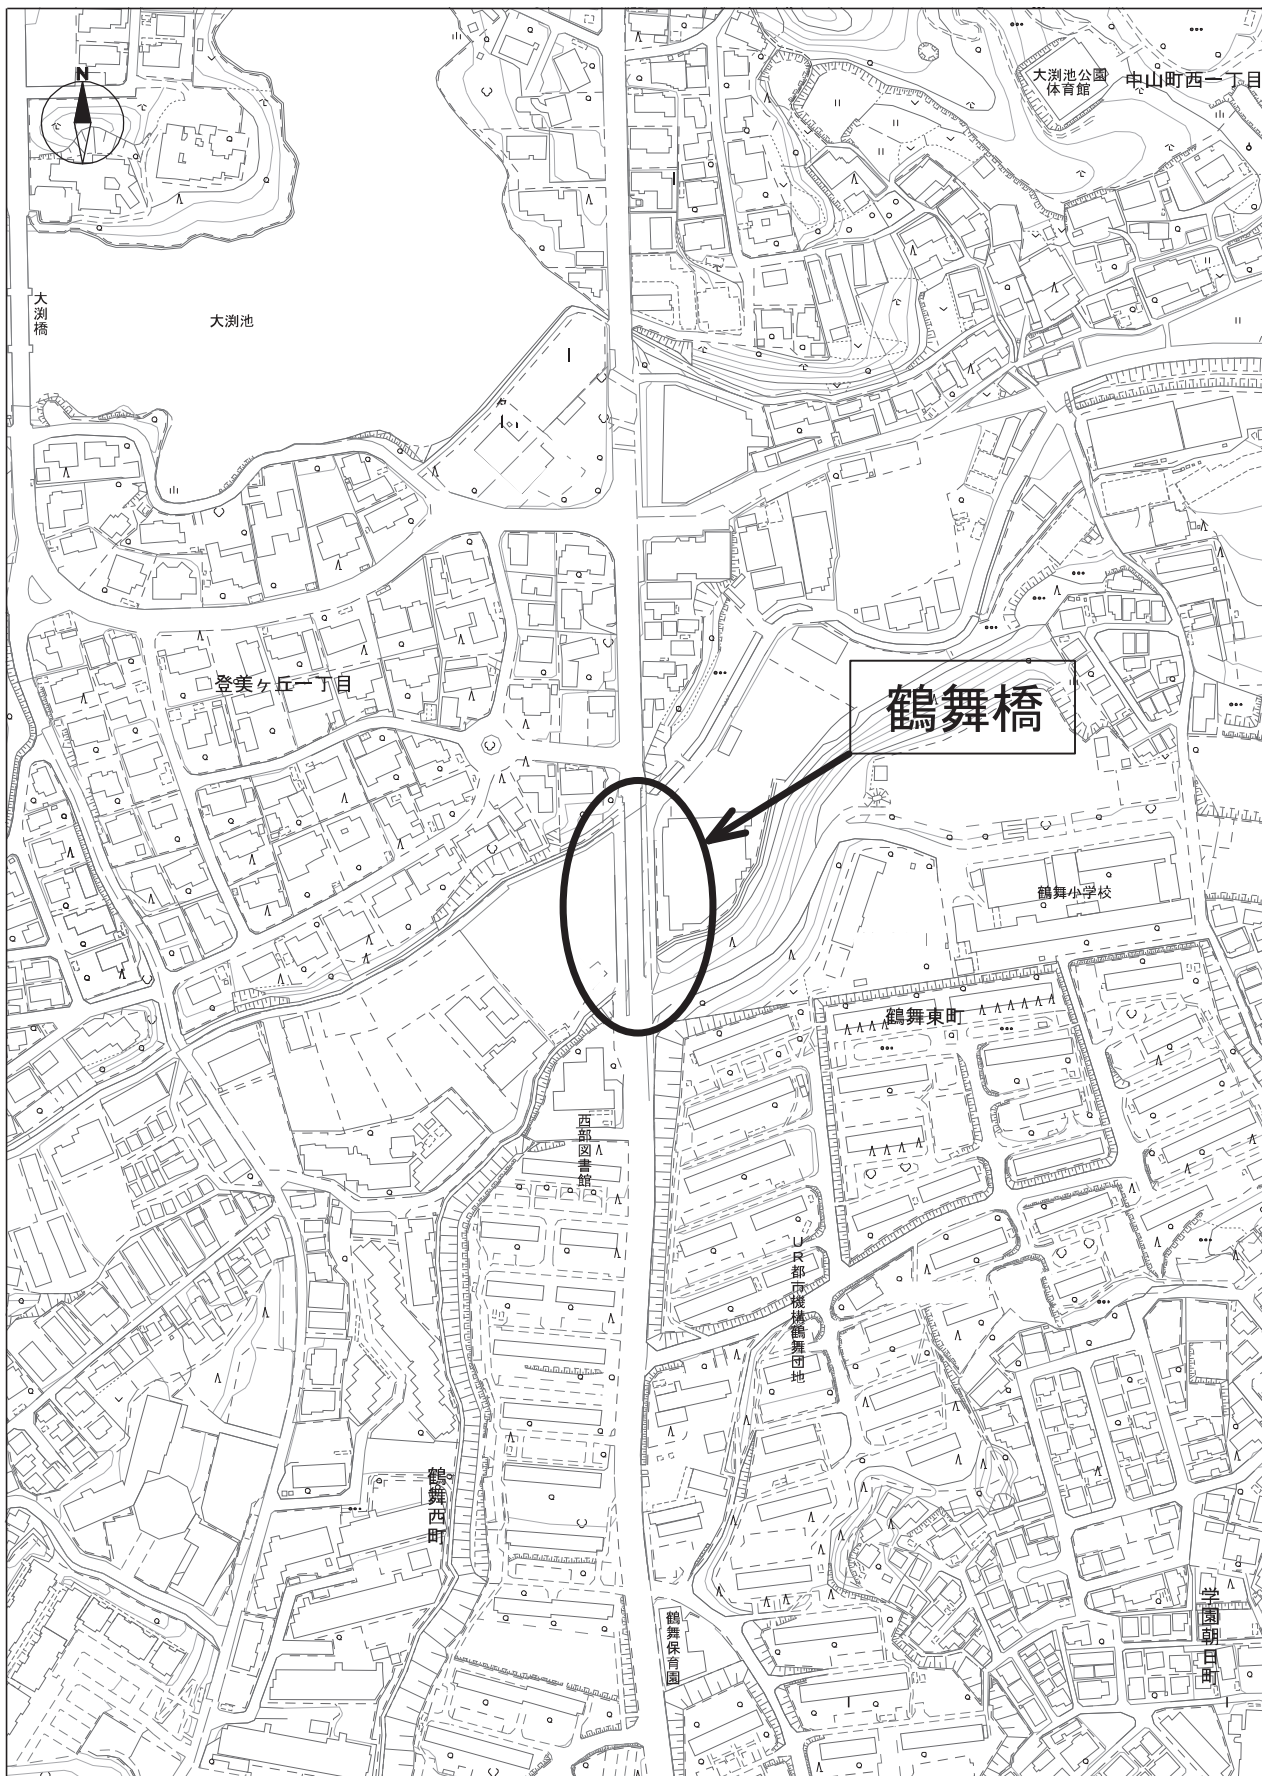 N
大渕池公園
体育館
中山町西一丁目
大渕橋
大渕池
登美ヶ丘一丁目
鶴舞橋
鶴舞小学校
鶴舞東町
西部図書館
UR都市機構鶴舞団地
鶴舞西町
学園朝日町
鶴舞保育園